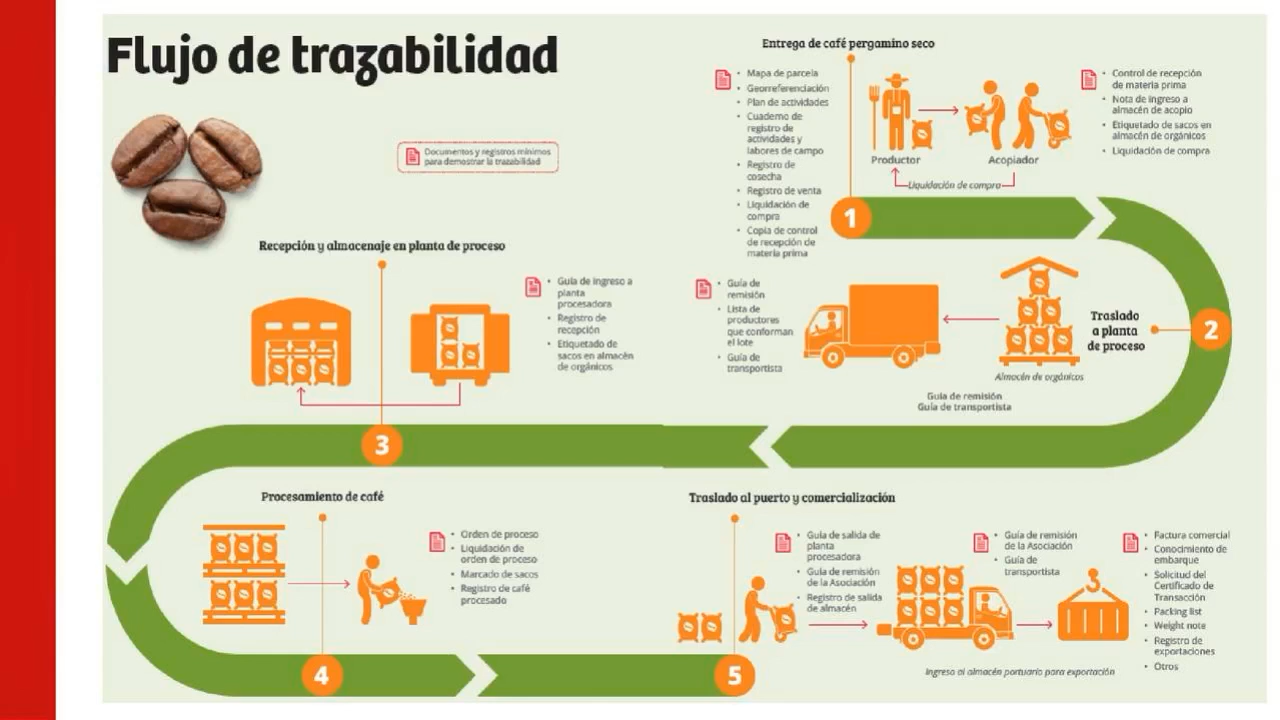 Flujo de trazabilidad
Documentos y registros mínimos
para demostrar la trazabilidad
Entrega de café pergamino seco
• Mapa de parcela
• Georreferenciación
• Plan de actividades
• Cuaderno de
registro de
actividades y
labores de campo
• Registro de
cosecha
• Registro de venta
• Liquidación de
compra
• Copia de control
de recepción de
materia prima
Productor
Acopiador
Liquidación de compra
• Control de recepción
de materia prima
• Nota de ingreso a
almacén de acopio
• Etiquetado de sacos en
almacén de orgánicos
• Liquidación de compra
1
• Guía de
remisión
• Lista de
productores
que conforman
el lote
• Guía de
transportista
Almacén de orgánicos
Guía de remisión
Guía de transportista
Traslado
a planta
de proceso
2
Recepción y almacenaje en planta de proceso
• Guía de ingreso a
planta
procesadora
• Registro de
recepción
• Etiquetado de
sacos en almacén
de orgánicos
3
Procesamiento de café
• Orden de proceso
• Liquidación de
orden de proceso
• Marcado de sacos
• Registro de café
procesado
4
Traslado al puerto y comercialización
• Guía de salida de
planta
procesadora
• Guía de remisión
de la Asociación
• Registro de salida
de almacén
• Guía de remisión
de la Asociación
• Guía de
transportista
• Factura comercial
• Conocimiento de
embarque
• Solicitud del
Certificado de
Transacción
• Packing list
• Weight note
• Registro de
exportaciones
• Otros
Ingreso al almacén portuario para exportación
5